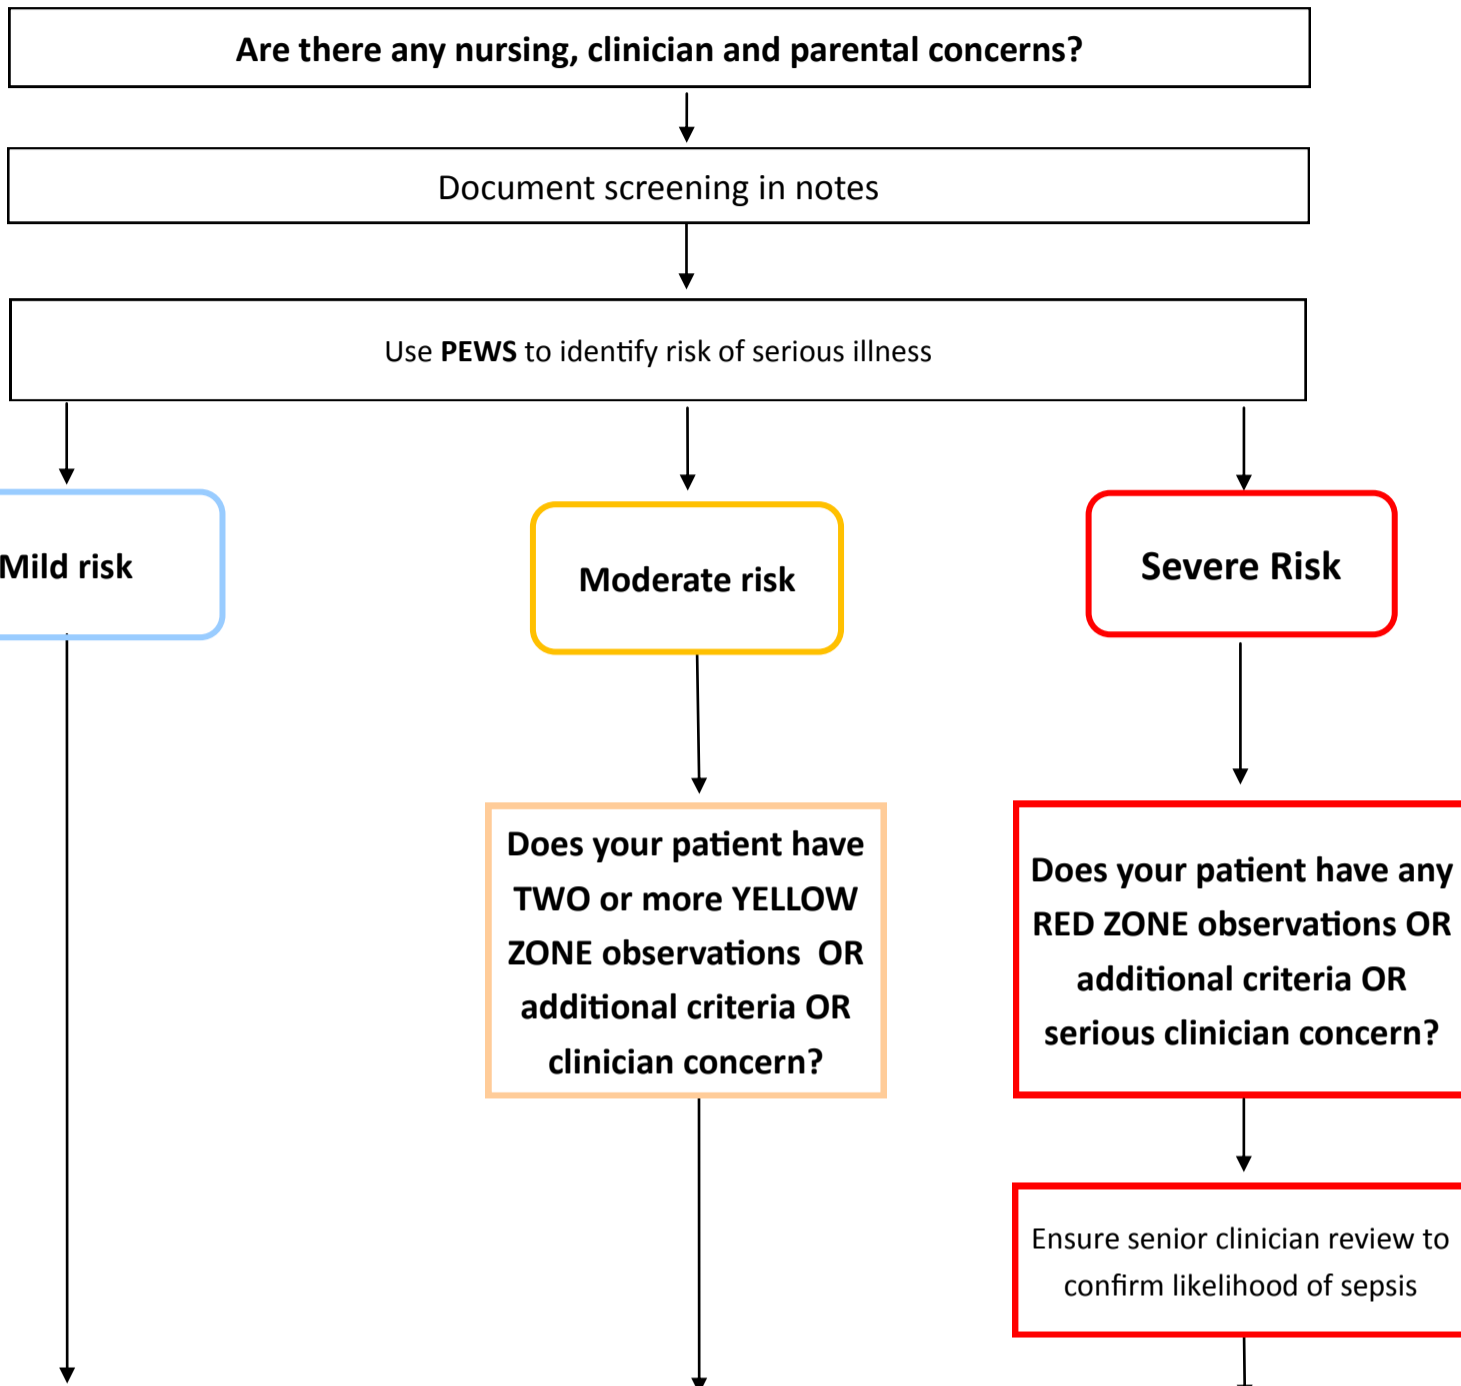 Are there any nursing, clinician and parental concerns?
Document screening in notes
Use PEWS to identify risk of serious illness
Mild risk
Moderate risk
Severe Risk
Does your patient have
TWO or more YELLOW
ZONE observations OR
additional criteria OR
clinician concern?
Does your patient have any
RED ZONE observations OR
additional criteria OR
serious clinician concern?
Ensure senior clinician review to
confirm likelihood of sepsis